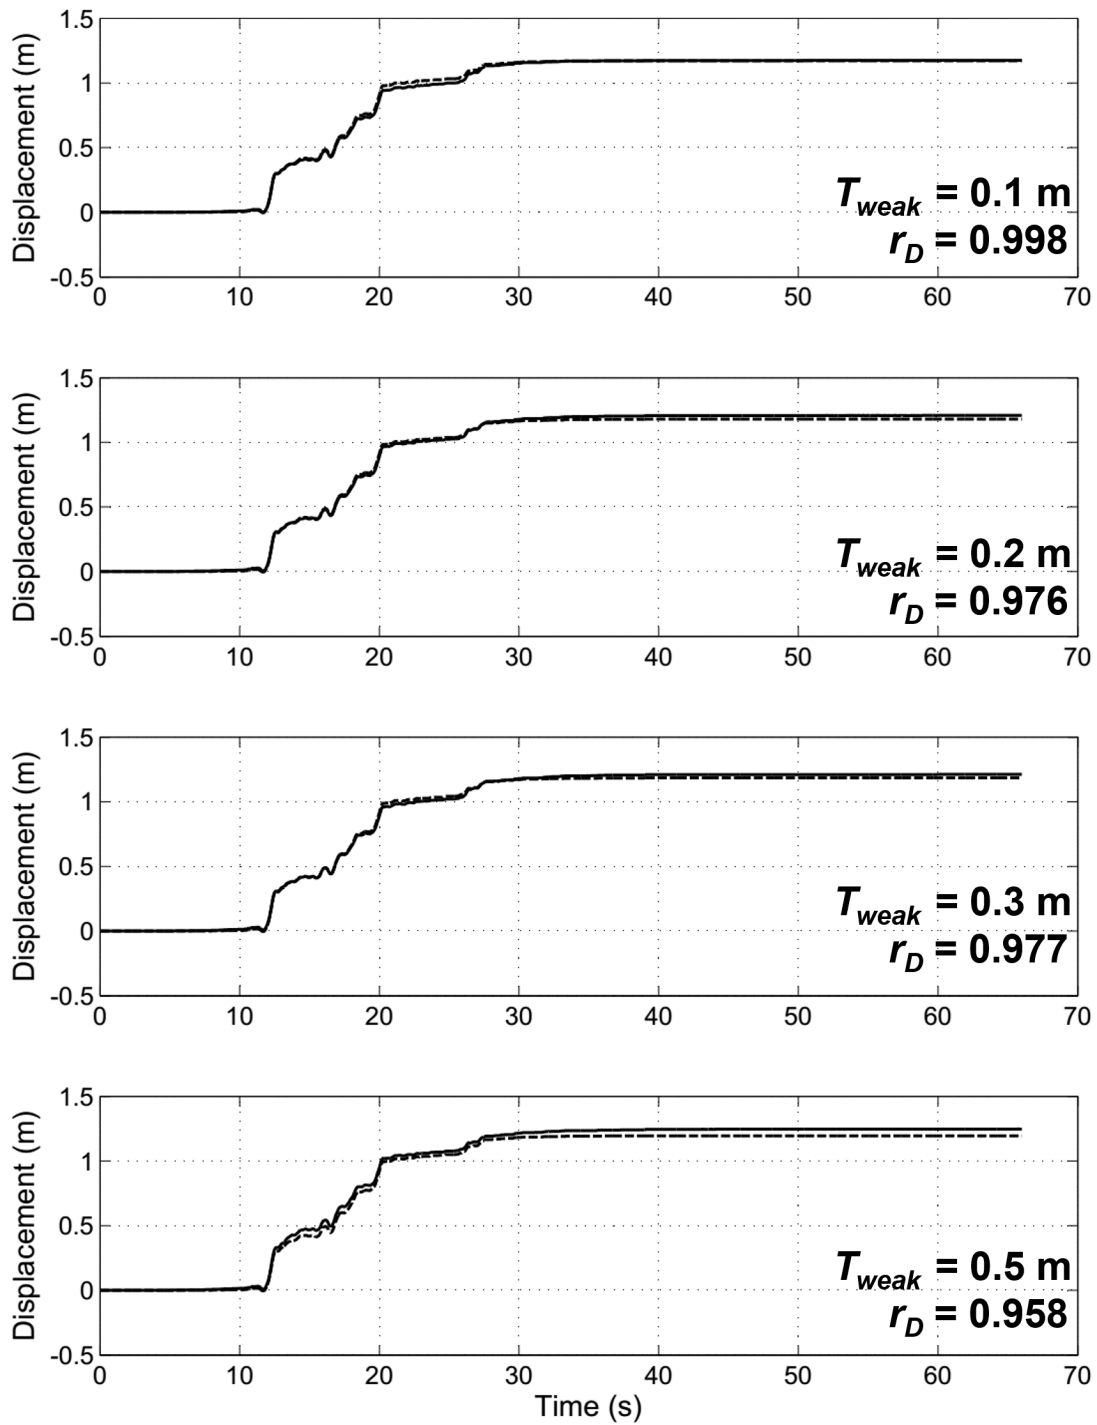 Displacement (m)
1.5
1
0.5
0
-0.5
T_weak = 0.1 m
r_D = 0.998
0 10 20 30 40 50 60 70
Displacement (m)
1.5
1
0.5
0
-0.5
T_weak = 0.2 m
r_D = 0.976
0 10 20 30 40 50 60 70
Displacement (m)
1.5
1
0.5
0
-0.5
T_weak = 0.3 m
r_D = 0.977
0 10 20 30 40 50 60 70
Displacement (m)
1.5
1
0.5
0
-0.5
T_weak = 0.5 m
r_D = 0.958
0 10 20 30 40 50 60 70
Time (s)